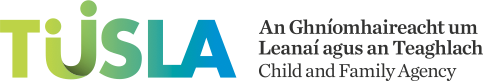 TUSLA
An Ghníomhaireacht um
Leanaí agus an Teaghlach
Child and Family Agency